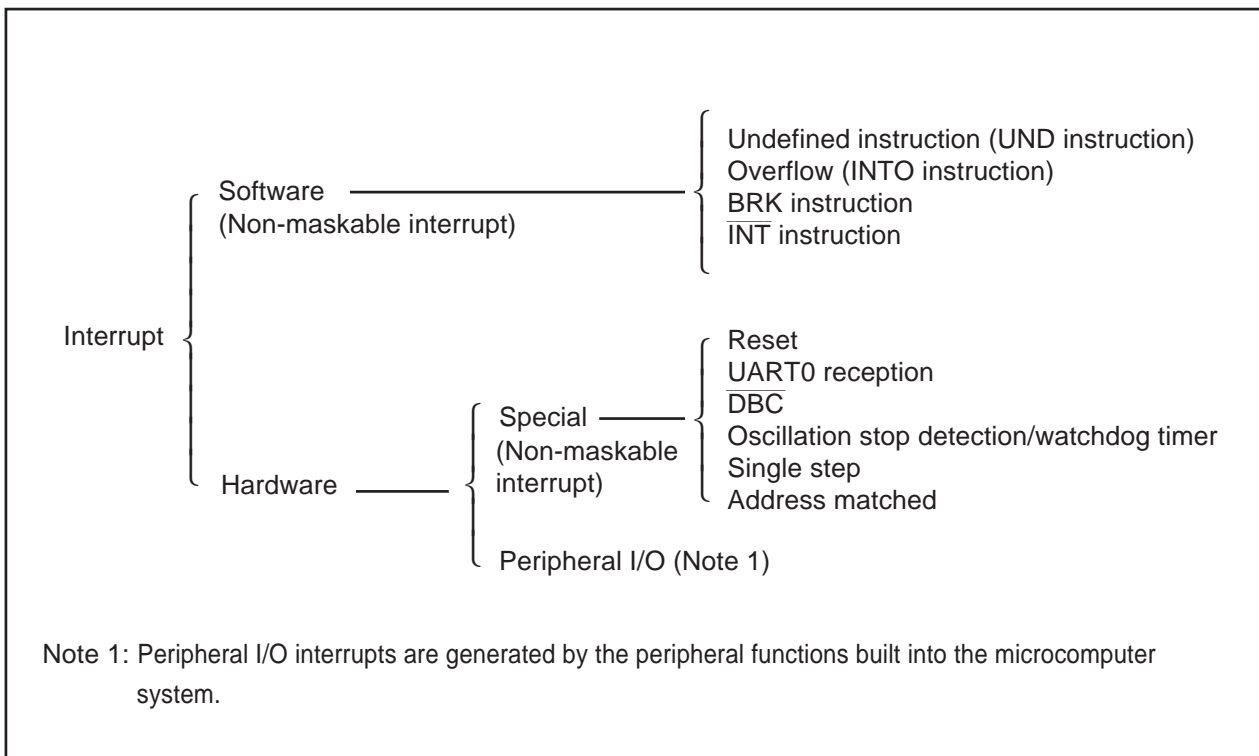 Undefined instruction (UND instruction)
Overflow (INTO instruction)
BRK instruction
I̅N̅T̅ instruction
Software
(Non-maskable interrupt)
Interrupt
Reset
UART0 reception
D̅B̅C̅
Oscillation stop detection/watchdog timer
Single step
Address matched
Special
(Non-maskable
interrupt)
Hardware
Peripheral I/O (Note 1)
Note 1: Peripheral I/O interrupts are generated by the peripheral functions built into the microcomputer
system.